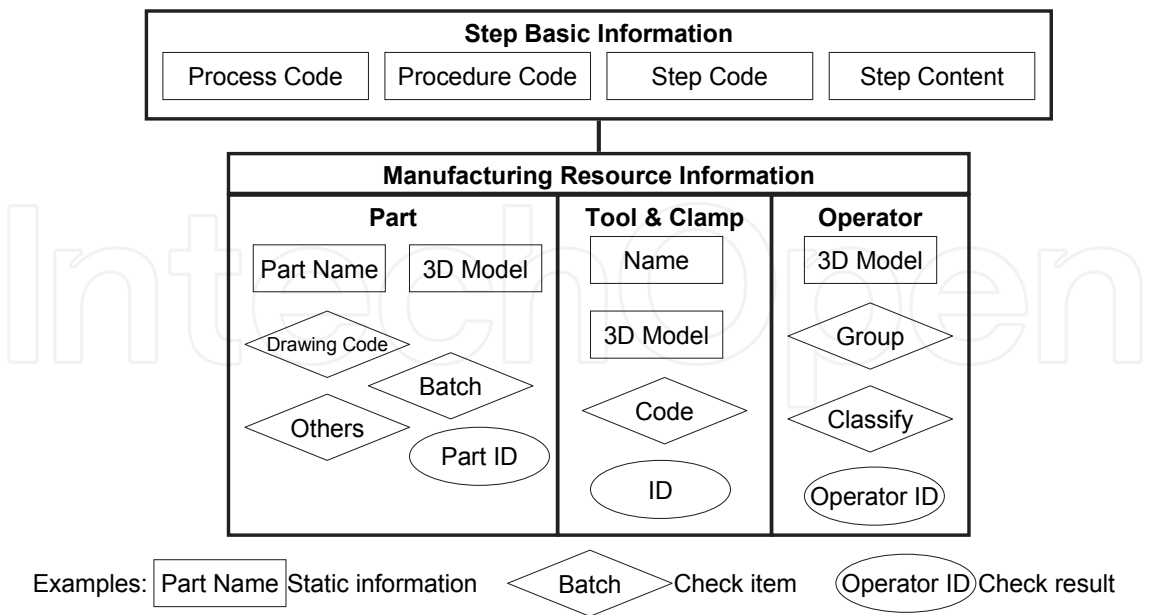 Step Basic Information
Process Code Procedure Code Step Code Step Content
Manufacturing Resource Information
Part Tool & Clamp Operator
Part Name 3D Model Name 3D Model
Drawing Code 3D Model Group
Batch
Others Code Classify
Part ID ID Operator ID
Examples: Part Name Static information Batch Check item Operator ID Check result
IntechOpen